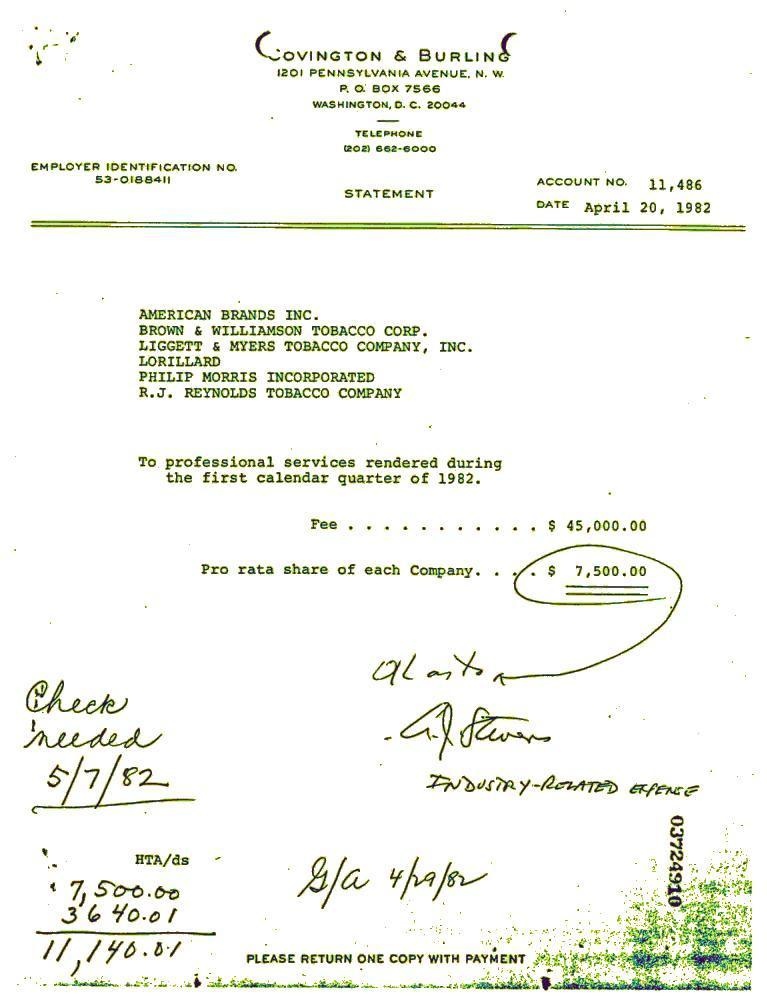 COVINGTON & BURLING
1201 PENNSYLVANIA AVENUE, N. W.
P. O. BOX 7566
WASHINGTON, D. C. 20044
TELEPHONE
(202) 662-6000
EMPLOYER IDENTIFICATION NO.
53-0188411
STATEMENT
ACCOUNT NO. 11,486
DATE April 20, 1982
AMERICAN BRANDS INC.
BROWN & WILLIAMSON TOBACCO CORP.
LIGGETT & MYERS TOBACCO COMPANY, INC.
LORILLARD
PHILIP MORRIS INCORPORATED
R.J. REYNOLDS TOBACCO COMPANY
To professional services rendered during
the first calendar quarter of 1982.
Fee . . . . . . . . . . . . $ 45,000.00
Pro rata share of each Company. . . . $ 7,500.00
OK as to
Check
needed
5/7/82
AJ Stevens
INDUSTRY-RELATED EXPENSE
03724910
HTA/ds
7,500.00
3640.01
11,140.01
G/A 4/29/82
PLEASE RETURN ONE COPY WITH PAYMENT